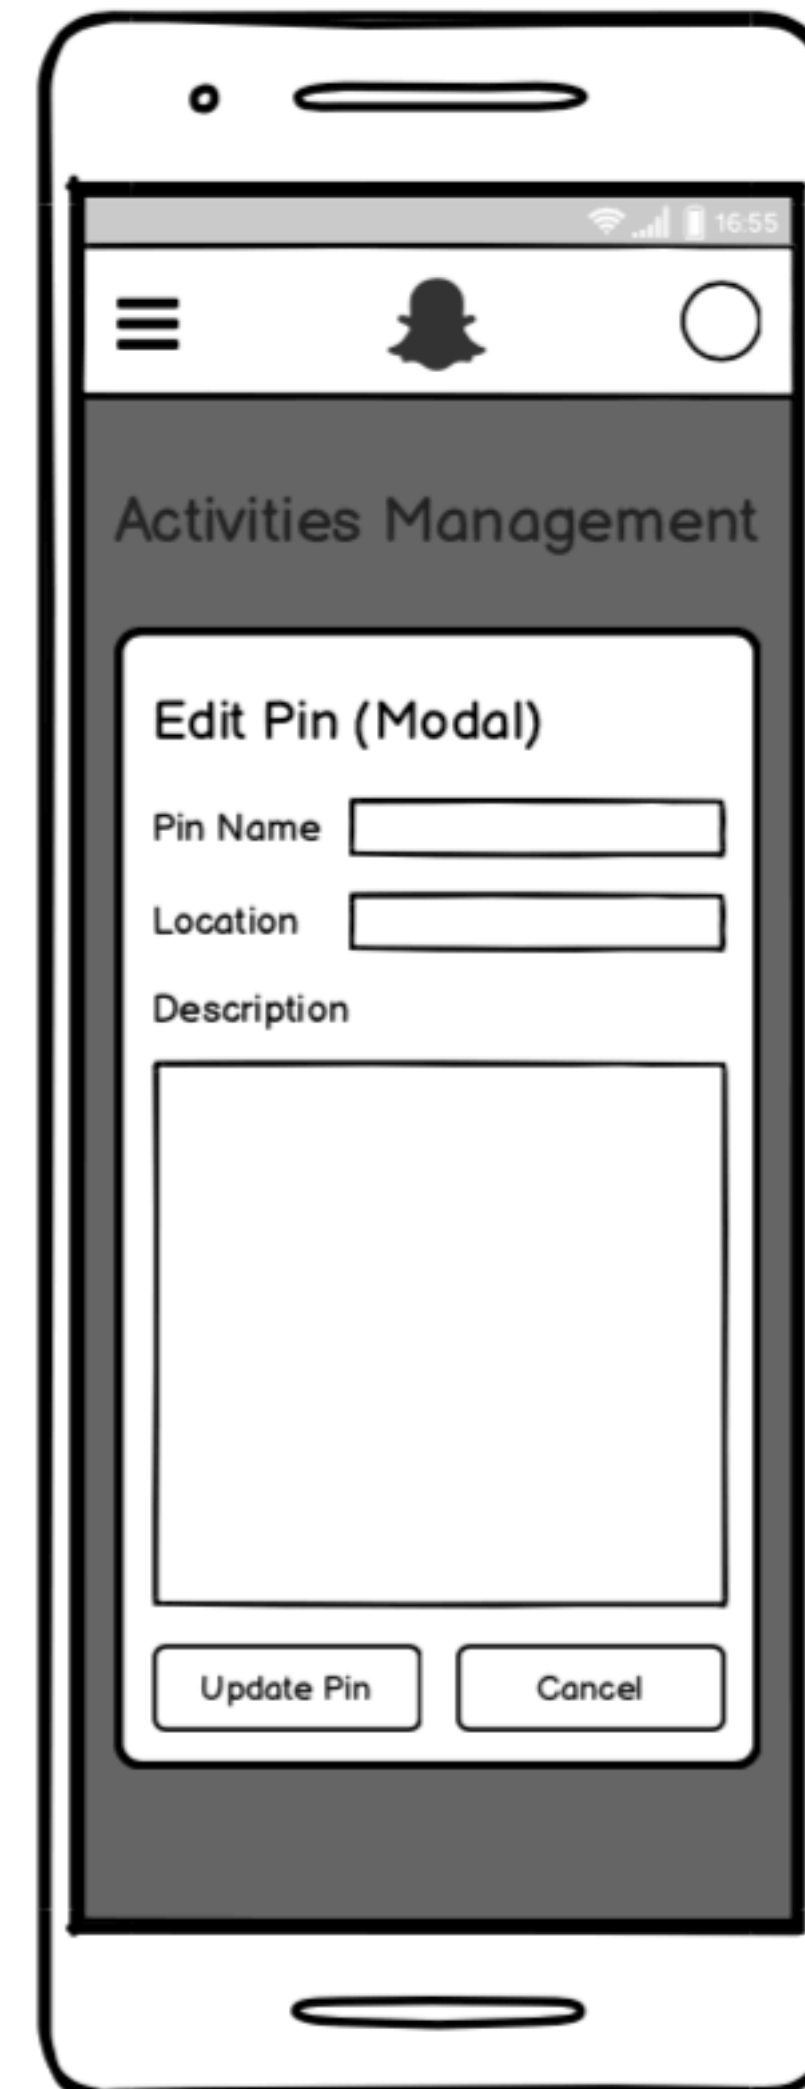 16:55
Activities Management
Edit Pin (Modal)
Pin Name
Location
Description
Update Pin
Cancel